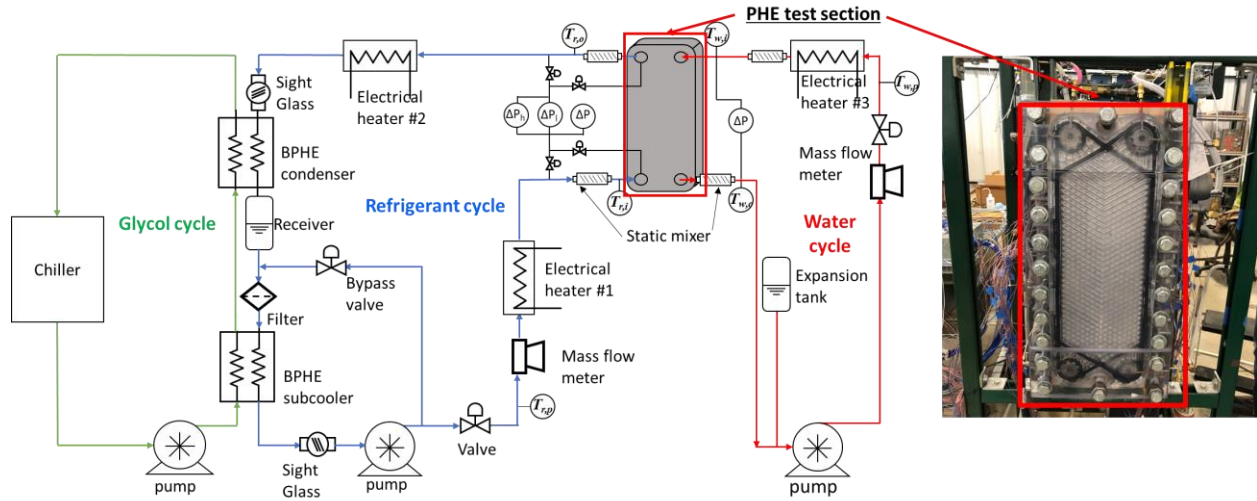 PHE test section
T_r,o
T_w,i
Sight
Glass
Electrical
heater #2
Electrical
heater #3
T_w,p
ΔP_h
ΔP_l
ΔP
ΔP
BPHE
condenser
Mass flow
meter
Glycol cycle
Receiver
Refrigerant cycle
T_r,i
T_w,o
Static mixer
Water
cycle
Chiller
Bypass
valve
Electrical
heater #1
Expansion
tank
Filter
BPHE
subcooler
Mass flow
meter
T_r,p
Valve
Sight
Glass
pump
pump
pump